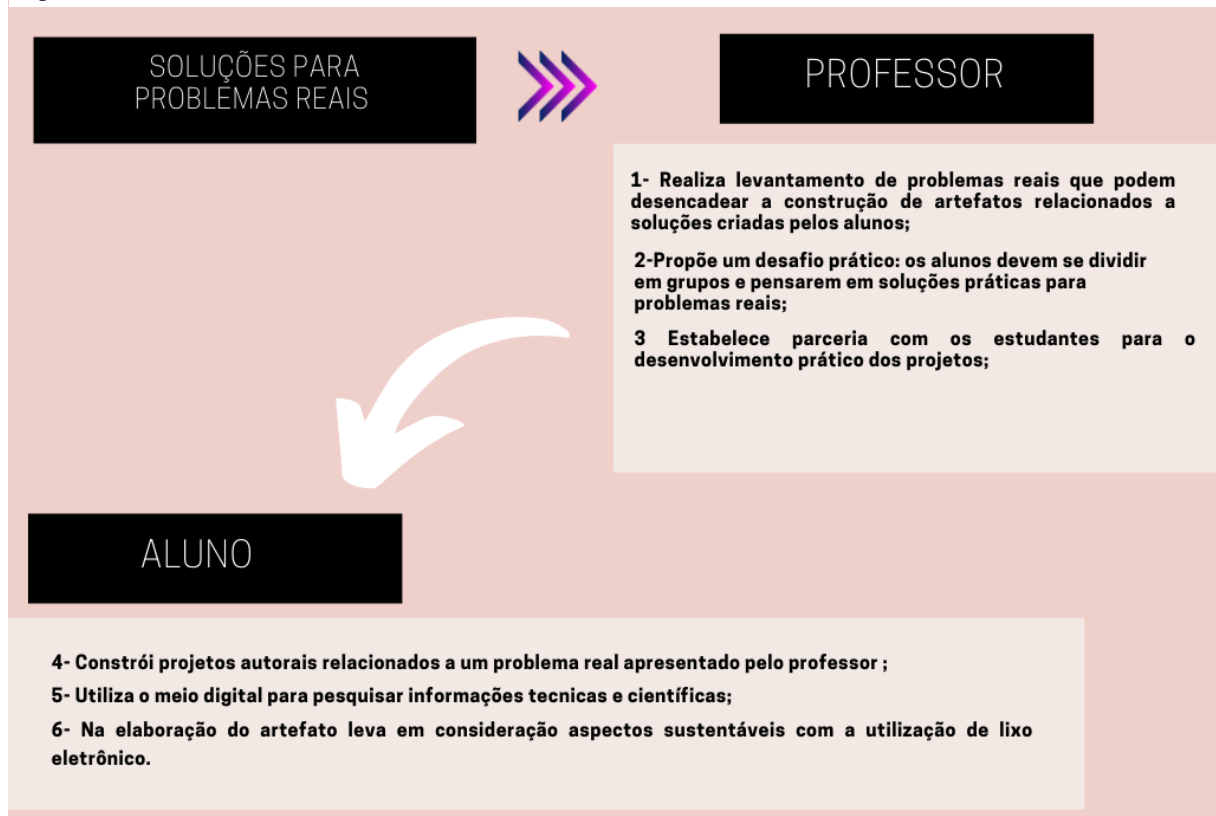 SOLUÇÕES PARA
PROBLEMAS REAIS
PROFESSOR
1- Realiza levantamento de problemas reais que podem
desencadear a construção de artefatos relacionados a
soluções criadas pelos alunos;
2-Propõe um desafio prático: os alunos devem se dividir
em grupos e pensarem em soluções práticas para
problemas reais;
3 Estabelece parceria com os estudantes para o
desenvolvimento prático dos projetos;
ALUNO
4- Constrói projetos autorais relacionados a um problema real apresentado pelo professor ;
5- Utiliza o meio digital para pesquisar informações tecnicas e científicas;
6- Na elaboração do artefato leva em consideração aspectos sustentáveis com a utilização de lixo
eletrônico.